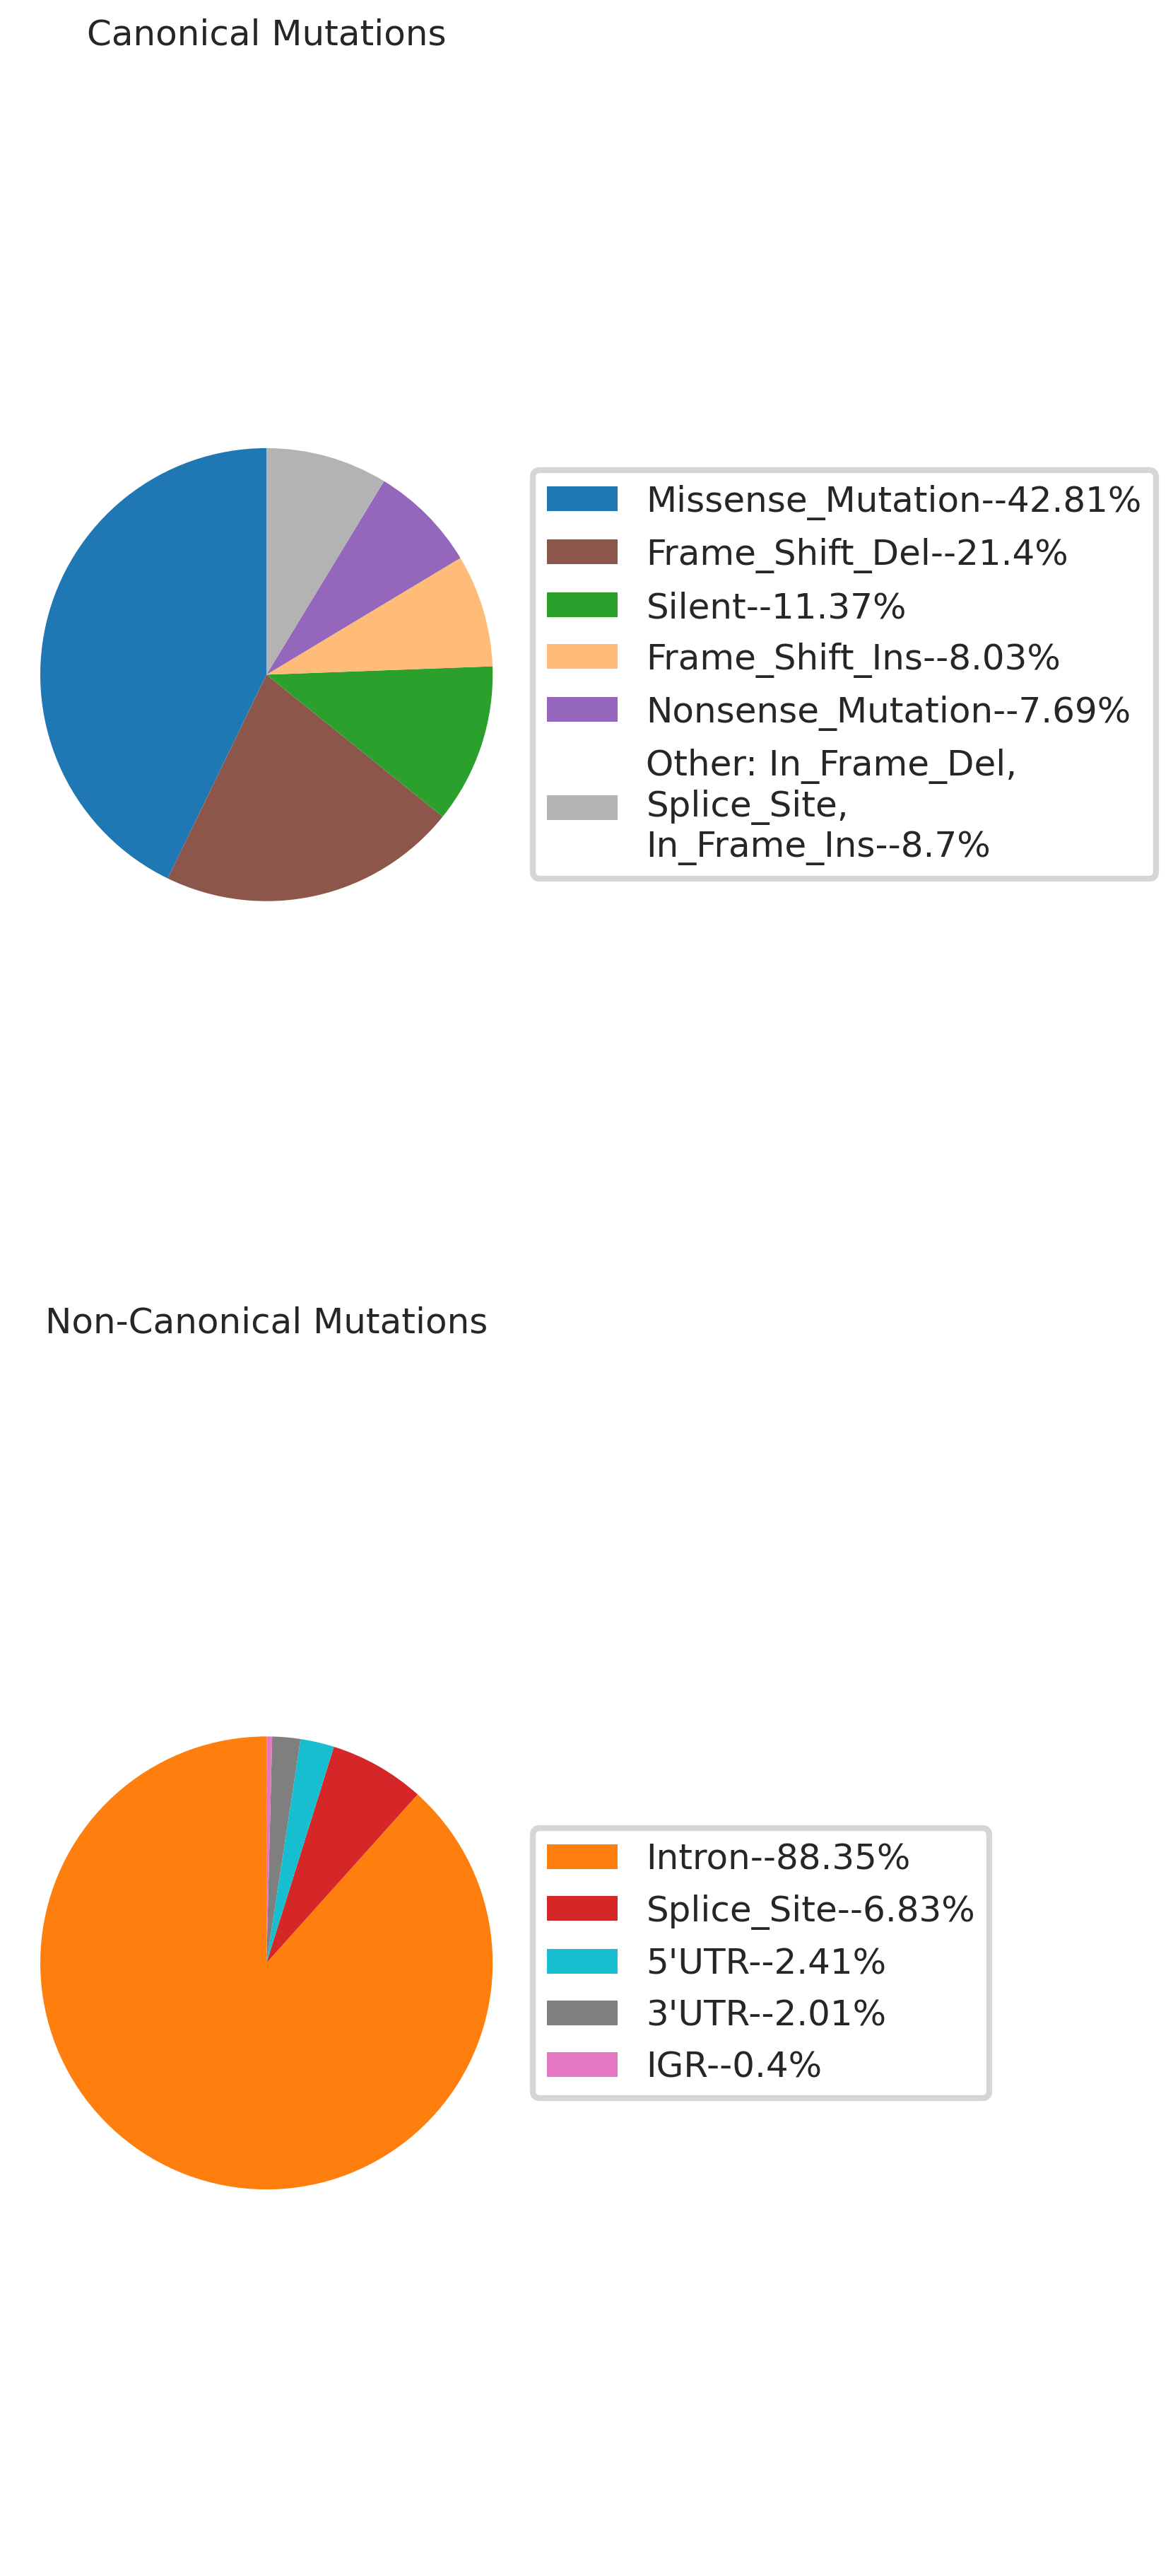 Canonical Mutations
Missense_Mutation--42.81%
Frame_Shift_Del--21.4%
Silent--11.37%
Frame_Shift_Ins--8.03%
Nonsense_Mutation--7.69%
Other: In_Frame_Del,
Splice_Site,
In_Frame_Ins--8.7%
Non-Canonical Mutations
Intron--88.35%
Splice_Site--6.83%
5'UTR--2.41%
3'UTR--2.01%
IGR--0.4%